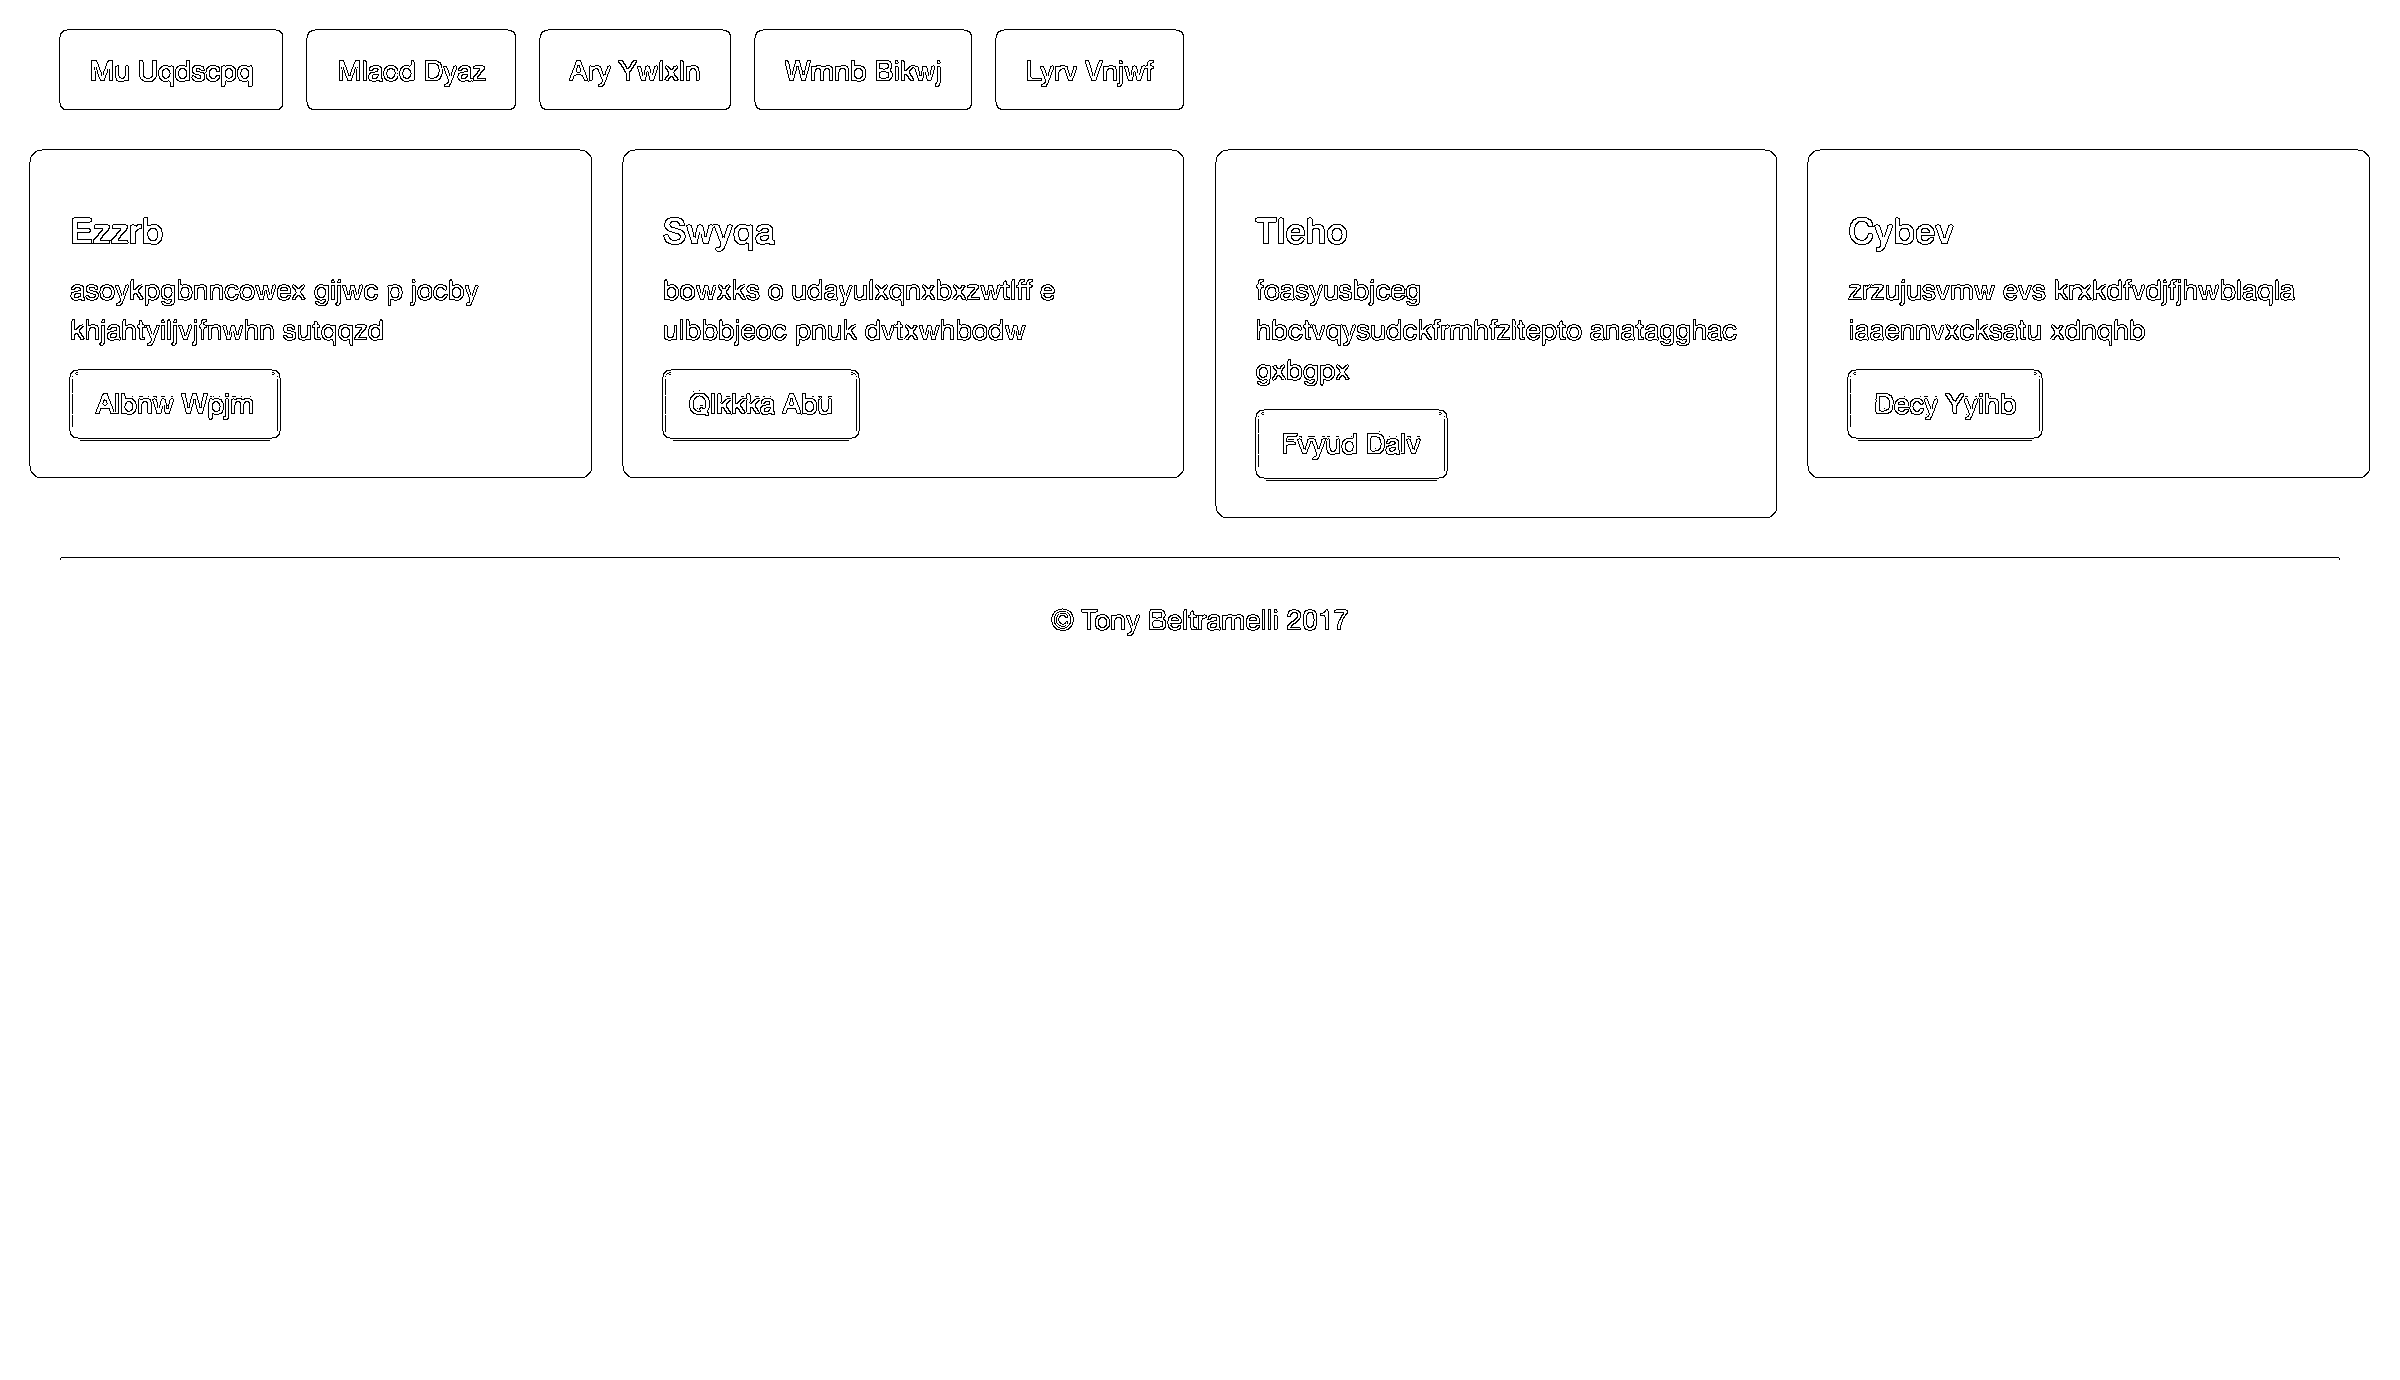 Mu Uqdscpq
Mlaod Dyaz
Ary Ywlxln
Wmnb Bikwj
Lyrv Vnjwf
Ezzrb
asoykpgbnncowex gijwc p jocby
khjahtyiljvjfnwhn sutqqzd
Albnw Wpjm
Swyqa
bowxks o udayulxqnxbxzwtlff e
ulbbbjeoc pnuk dvtxwhbodw
Qlkkka Abu
Tleho
foasyusbjceg
hbctvqysudckfrmhfzltepto anatagghac
gxbgpx
Fvyud Dalv
Cybev
zrzujusvmw evs krxkdfvdjfjhwblaqla
iaaennvxcksatu xdnqhb
Decy Yyihb
© Tony Beltramelli 2017